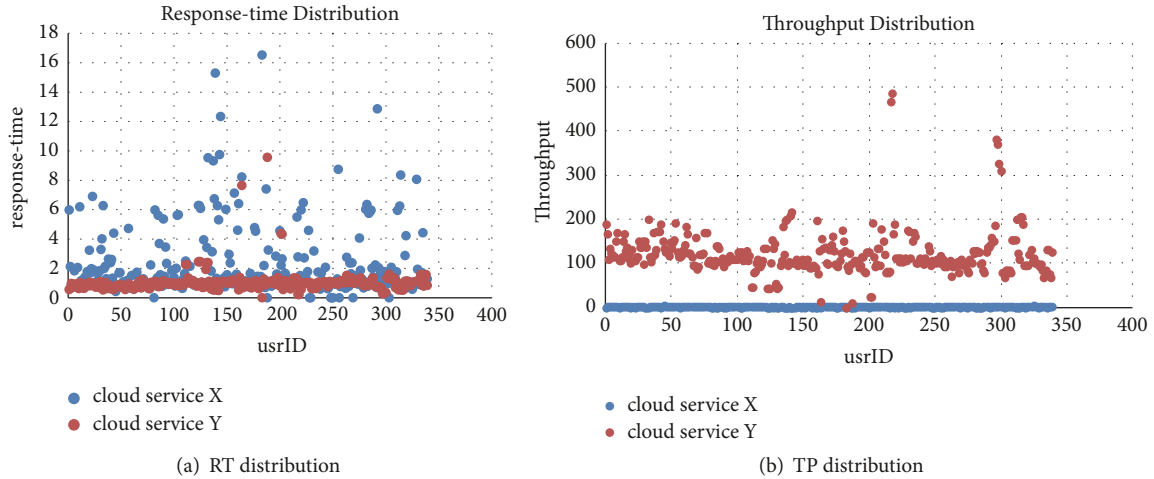 Response-time Distribution
18
16
14
12
10
8
6
4
2
0
response-time
0 50 100 150 200 250 300 350 400
usrID
cloud service X
cloud service Y
(a) RT distribution
Throughput Distribution
600
500
400
300
200
100
0
Throughput
0 50 100 150 200 250 300 350 400
usrID
cloud service X
cloud service Y
(b) TP distribution